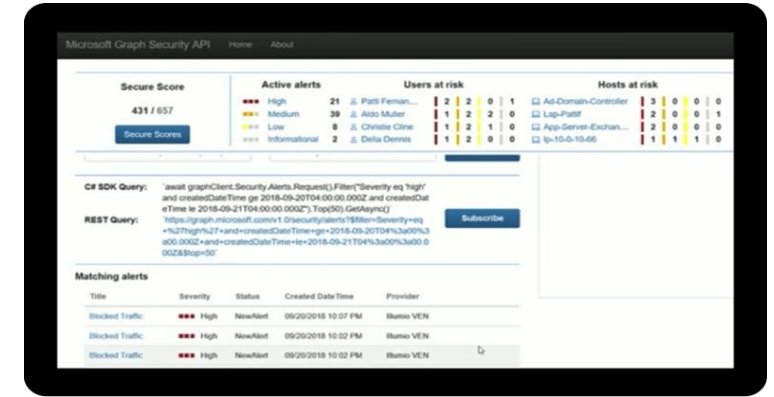 Microsoft Graph Security API Home About
Secure Score Active alerts Users at risk Hosts at risk
431 / 657
Secure Scores
High 21
Medium 39
Low 8
Informational 2
Patti Fernan... 2 2 0 1
Aldo Muller 1 2 2 0
Christie Cline 1 2 1 0
Delia Dennis 1 2 0 0
Ad-Domain-Controller 3 0 0 0
Lap-Pattif 2 0 0 1
App-Server-Exchan... 2 0 0 0
Ip-10-0-10-66 1 1 1 0
C# SDK Query: `await graphClient.Security.Alerts.Request().Filter("Severity eq 'high'
and createdDateTime ge 2018-09-20T04:00:00.000Z and createdDat
eTime le 2018-09-21T04:00:00.000Z").Top(50).GetAsync()`
REST Query: `https://graph.microsoft.com/v1.0/security/alerts?$filter=Severity+eq
+%27high%27+and+createdDateTime+ge+2018-09-20T04%3a00%3
a00.000Z+and+createdDateTime+le+2018-09-21T04%3a00%3a00.0
00Z&$top=50`
Subscribe
Matching alerts
Title Severity Status Created DateTime Provider
Blocked Traffic High NewAlert 09/20/2018 10:07 PM Illumio VEN
Blocked Traffic High NewAlert 09/20/2018 10:02 PM Illumio VEN
Blocked Traffic High NewAlert 09/20/2018 10:02 PM Illumio VEN